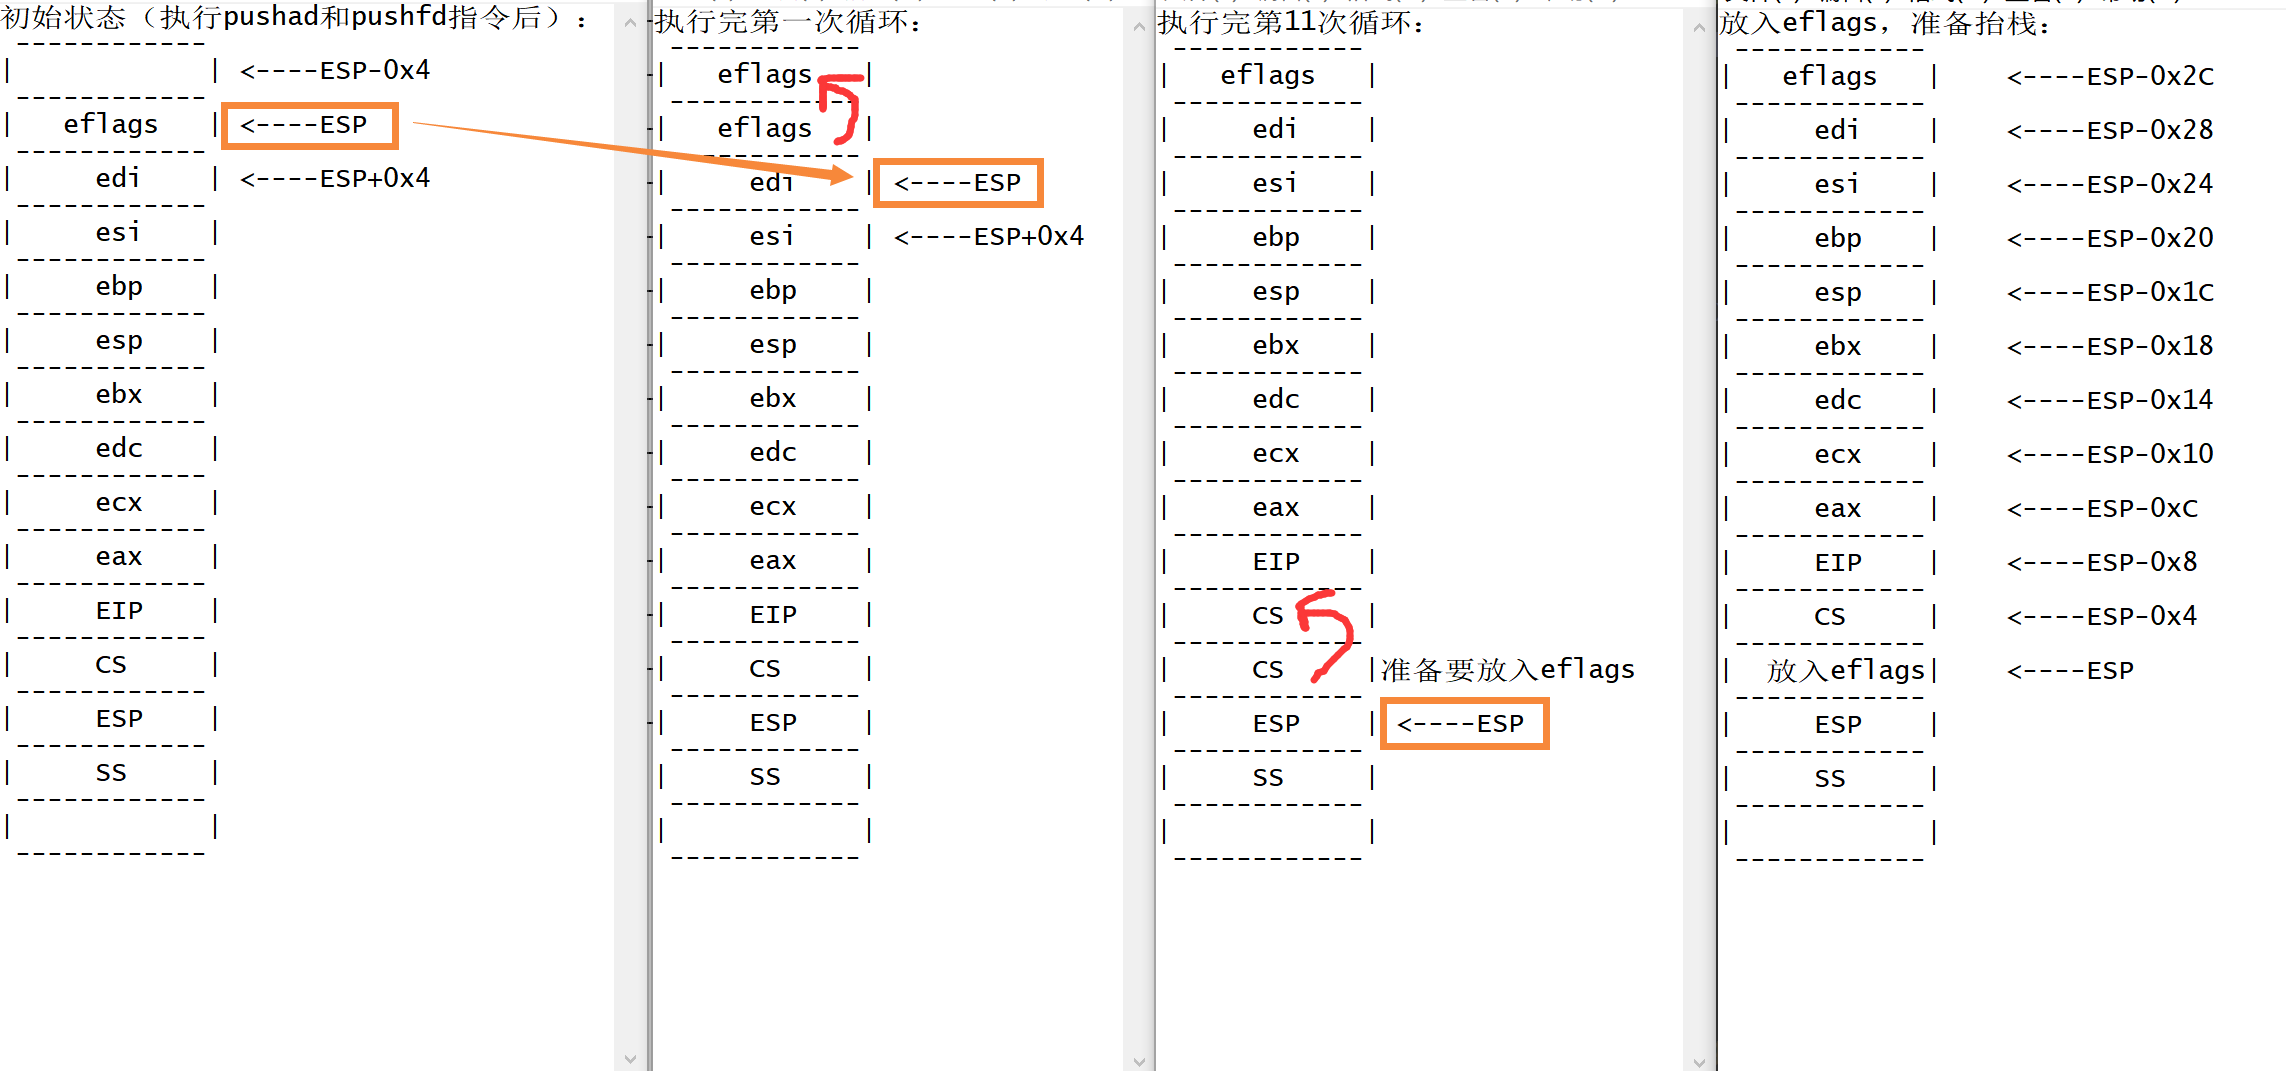 初始状态（执行pushad和pushfd指令后）：
------------
|            | <----ESP-0x4
------------
|   eflags   | <----ESP
------------
|     edi    | <----ESP+0x4
------------
|     esi    |
------------
|     ebp    |
------------
|     esp    |
------------
|     ebx    |
------------
|     edc    |
------------
|     ecx    |
------------
|     eax    |
------------
|     EIP    |
------------
|     CS     |
------------
|     ESP    |
------------
|     SS     |
------------
|            |
------------
执行完第一次循环：
------------
|   eflags   |
------------
|   eflags   |
------------
|     edi    | <----ESP
------------
|     esi    | <----ESP+0x4
------------
|     ebp    |
------------
|     esp    |
------------
|     ebx    |
------------
|     edc    |
------------
|     ecx    |
------------
|     eax    |
------------
|     EIP    |
------------
|     CS     |
------------
|     ESP    |
------------
|     SS     |
------------
|            |
------------
执行完第11次循环：
------------
|   eflags   |
------------
|     edi    |
------------
|     esi    |
------------
|     ebp    |
------------
|     esp    |
------------
|     ebx    |
------------
|     edc    |
------------
|     ecx    |
------------
|     eax    |
------------
|     EIP    |
------------
|     CS     |
------------
|     CS     |准备要放入eflags
------------
|     ESP    | <----ESP
------------
|     SS     |
------------
|            |
------------
放入eflags，准备抬栈：
------------
|   eflags   |    <----ESP-0x2C
------------
|     edi    |    <----ESP-0x28
------------
|     esi    |    <----ESP-0x24
------------
|     ebp    |    <----ESP-0x20
------------
|     esp    |    <----ESP-0x1C
------------
|     ebx    |    <----ESP-0x18
------------
|     edc    |    <----ESP-0x14
------------
|     ecx    |    <----ESP-0x10
------------
|     eax    |    <----ESP-0xC
------------
|     EIP    |    <----ESP-0x8
------------
|     CS     |    <----ESP-0x4
------------
|  放入eflags|    <----ESP
------------
|     ESP    |
------------
|     SS     |
------------
|            |
------------